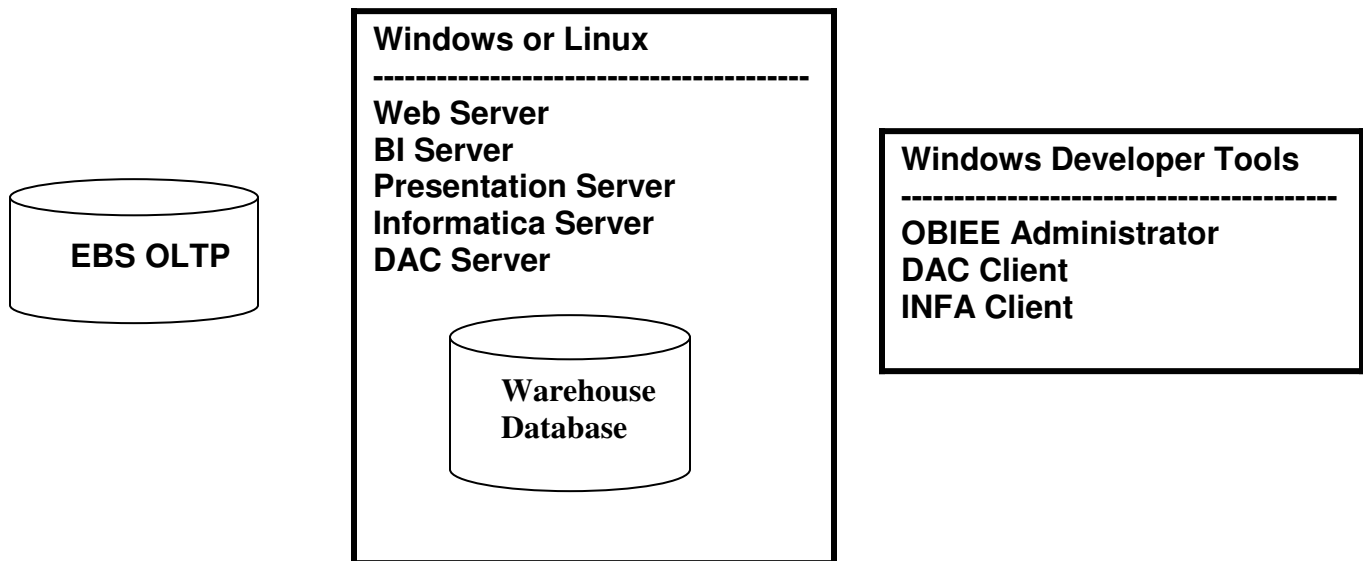 EBS OLTP
Windows or Linux
-----------------------------------------
Web Server
BI Server
Presentation Server
Informatica Server
DAC Server
Warehouse
Database
Windows Developer Tools
-----------------------------------------
OBIEE Administrator
DAC Client
INFA Client